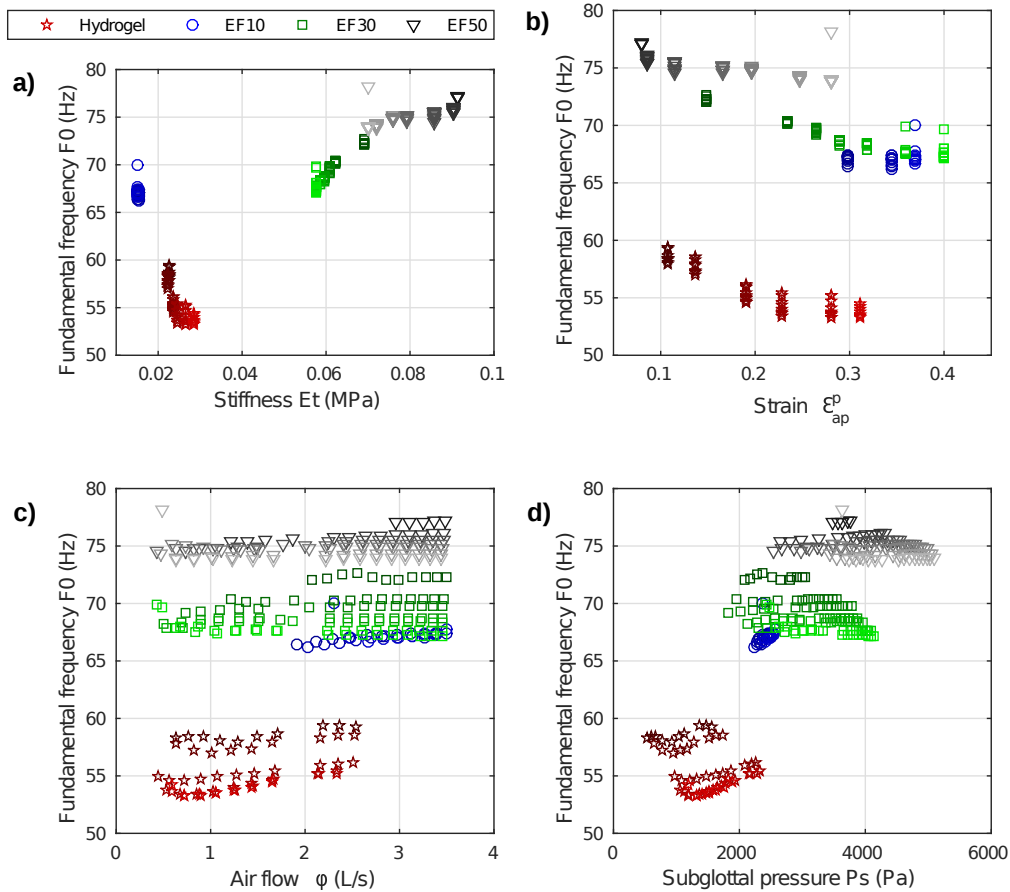 Hydrogel EF10 EF30 EF50
a)
80
75
70
65
60
55
50
0.02 0.04 0.06 0.08 0.1
Fundamental frequency F0 (Hz)
Stiffness Et (MPa)
b)
80
75
70
65
60
55
50
0.1 0.2 0.3 0.4
Fundamental frequency F0 (Hz)
Strain ε_ap^p
c)
80
75
70
65
60
55
50
0 1 2 3 4
Fundamental frequency F0 (Hz)
Air flow φ (L/s)
d)
80
75
70
65
60
55
50
0 2000 4000 6000
Fundamental frequency F0 (Hz)
Subglottal pressure Ps (Pa)